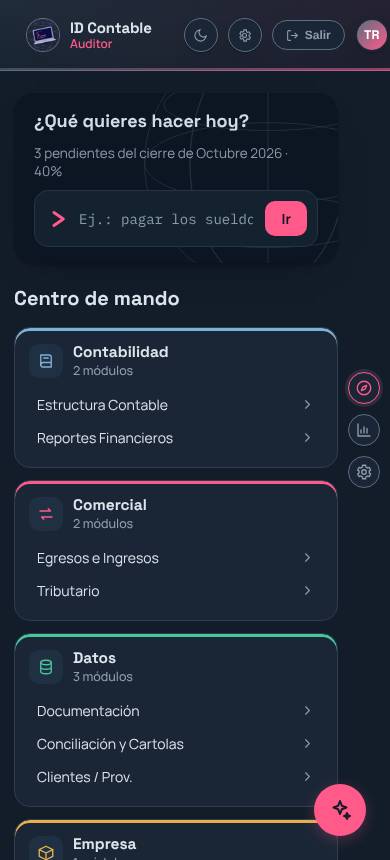 ID Contable
Auditor
Salir
TR
¿Qué quieres hacer hoy?
3 pendientes del cierre de Octubre 2026 ·
40%
Ej.: pagar los sueldo
Ir
Centro de mando
Contabilidad
2 módulos
Estructura Contable
Reportes Financieros
Comercial
2 módulos
Egresos e Ingresos
Tributario
Datos
3 módulos
Documentación
Conciliación y Cartolas
Clientes / Prov.
Empresa